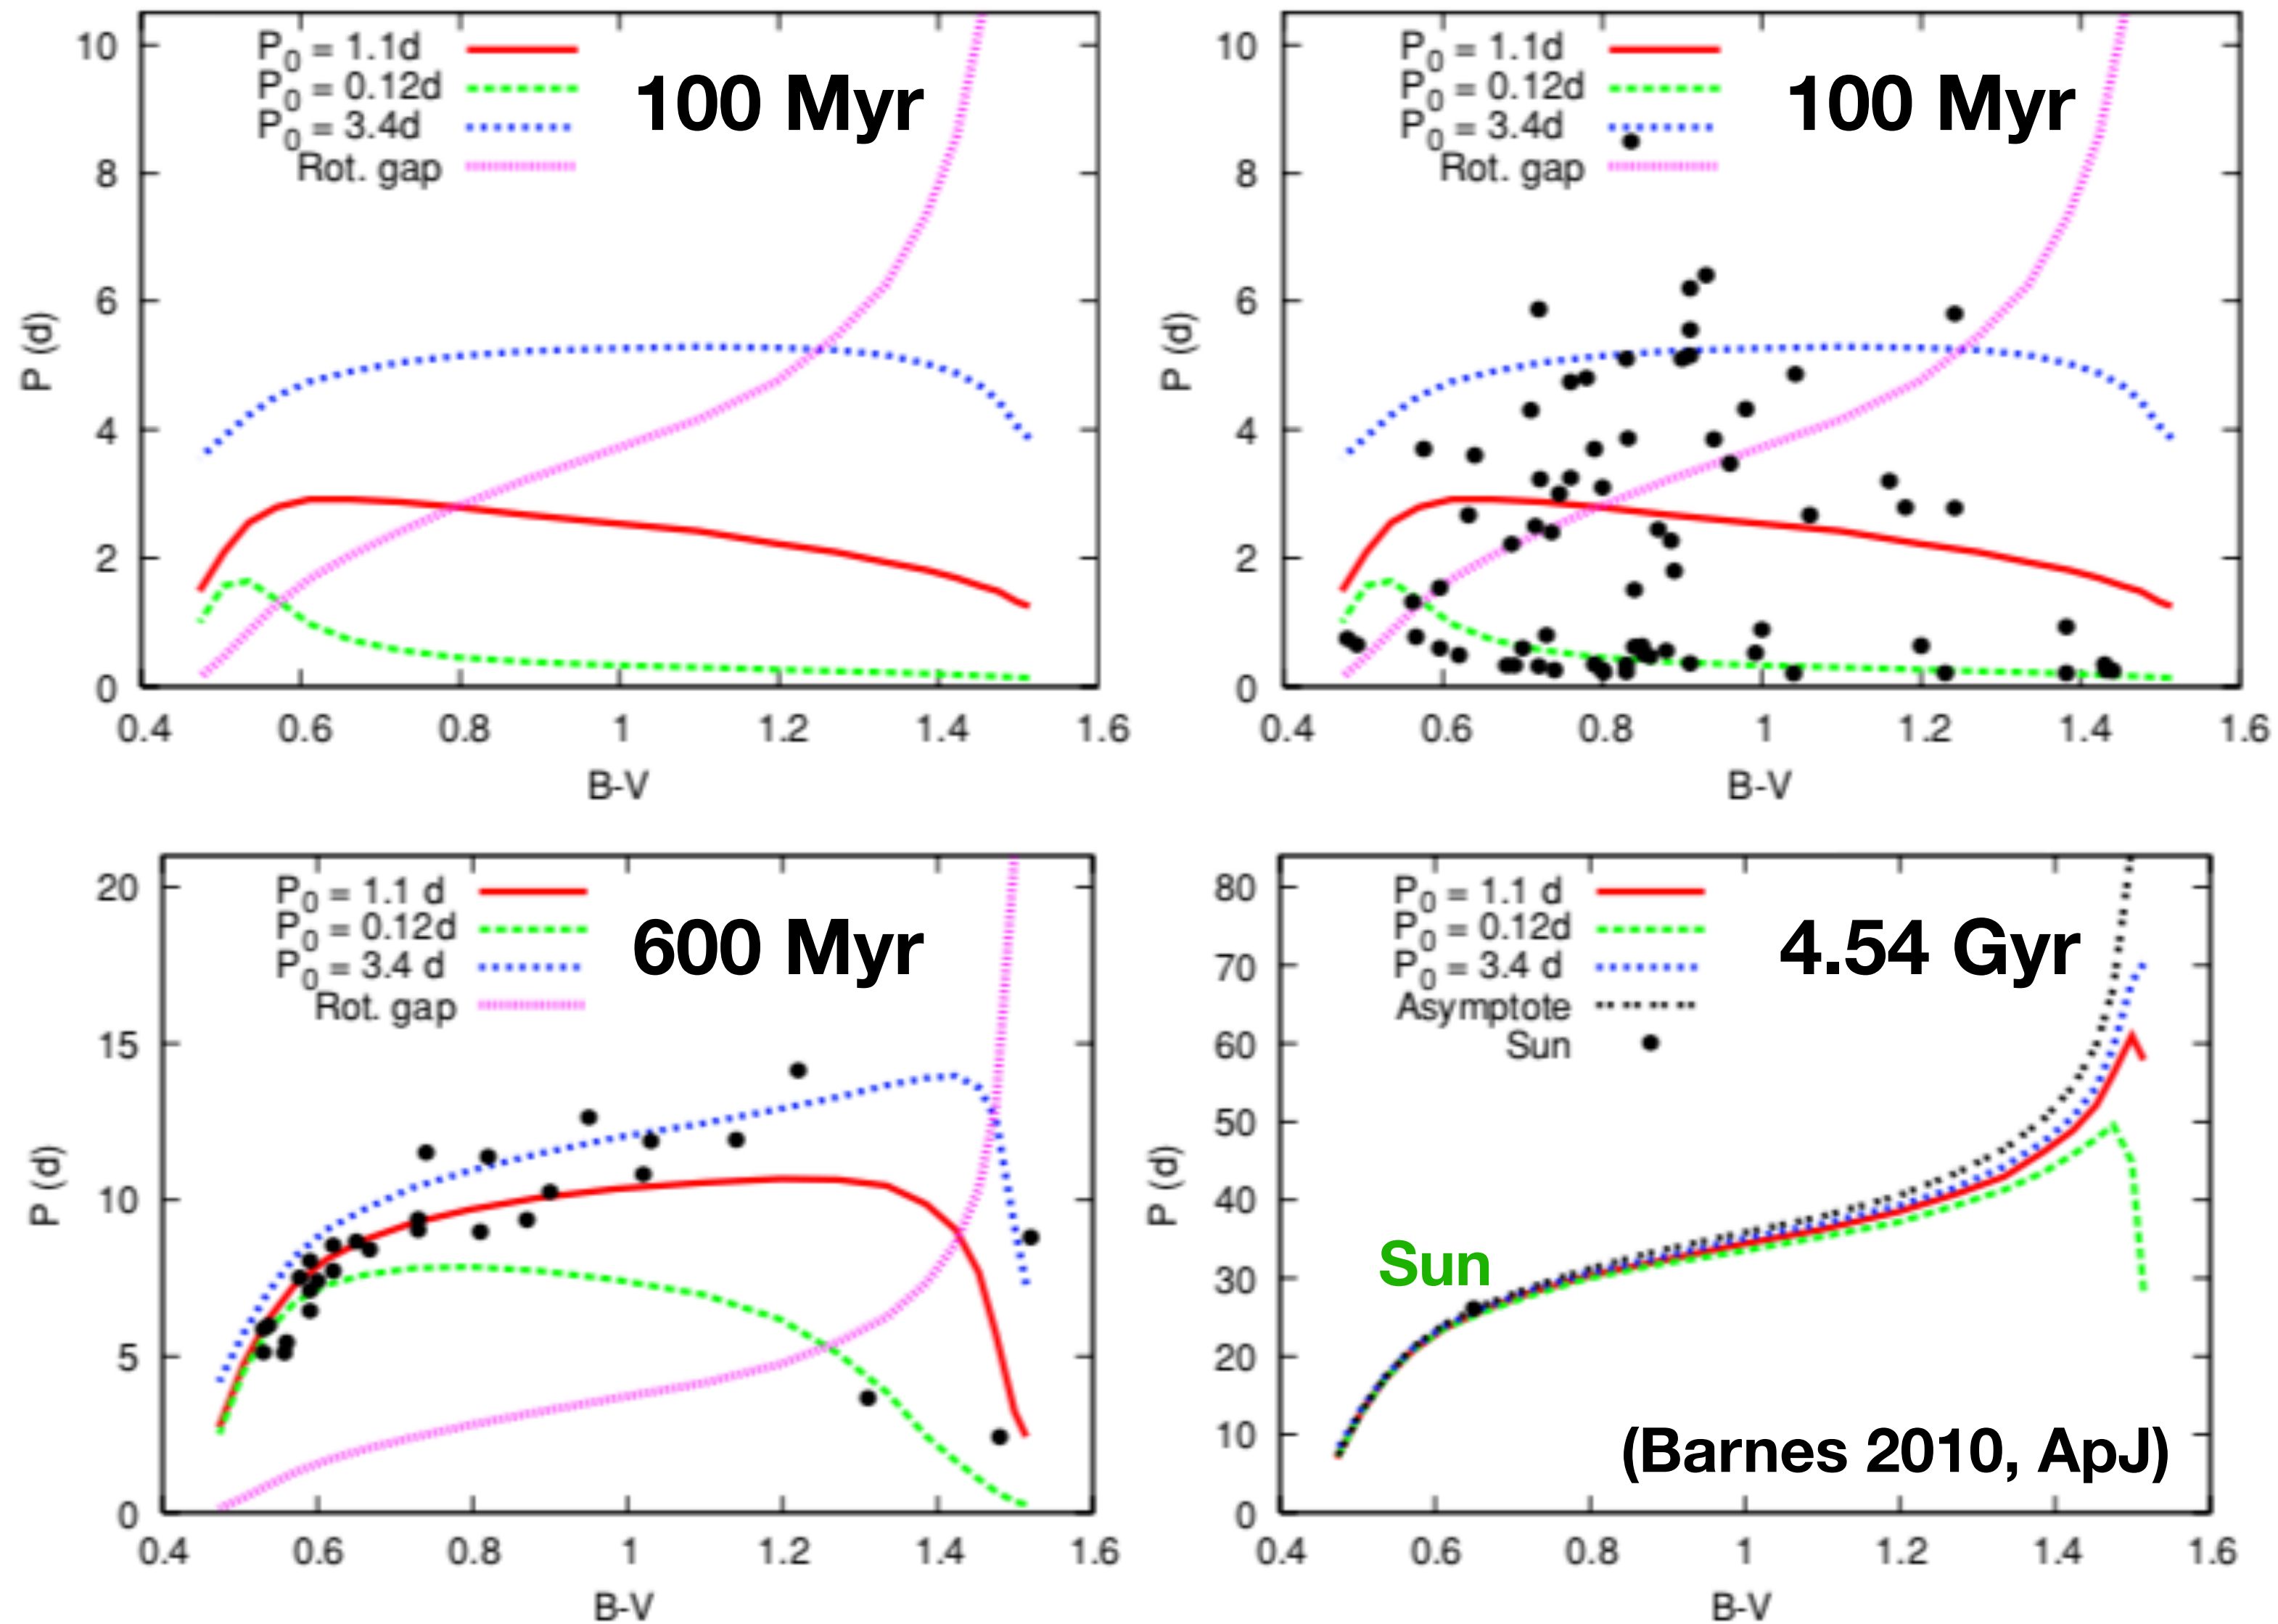 P0 = 1.1d
P0 = 0.12d
P0 = 3.4d
Rot. gap
100 Myr
10
8
6
4
2
0
P (d)
0.4 0.6 0.8 1 1.2 1.4 1.6
B-V
P0 = 1.1d
P0 = 0.12d
P0 = 3.4d
Rot. gap
100 Myr
10
8
6
4
2
0
P (d)
0.4 0.6 0.8 1 1.2 1.4 1.6
B-V
P0 = 1.1 d
P0 = 0.12d
P0 = 3.4 d
Rot. gap
600 Myr
20
15
10
5
0
P (d)
0.4 0.6 0.8 1 1.2 1.4 1.6
B-V
P0 = 1.1 d
P0 = 0.12d
P0 = 3.4 d
Asymptote
Sun
4.54 Gyr
80
70
60
50
40
30
20
10
0
P (d)
Sun
(Barnes 2010, ApJ)
0.4 0.6 0.8 1 1.2 1.4 1.6
B-V